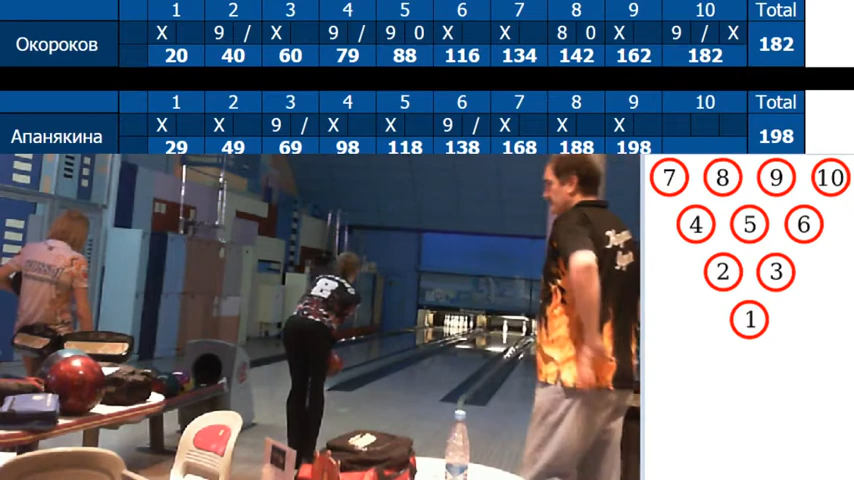 1 2 3 4 5 6 7 8 9 10 Total
Окороков X 9 / X 9 / 9 0 X X 8 0 X 9 / X 182
20 40 60 79 88 116 134 142 162 182
1 2 3 4 5 6 7 8 9 10 Total
Апанякина X X 9 / X X 9 / X X X 198
29 49 69 98 118 138 168 188 198
7 8 9 10
4 5 6
2 3
1